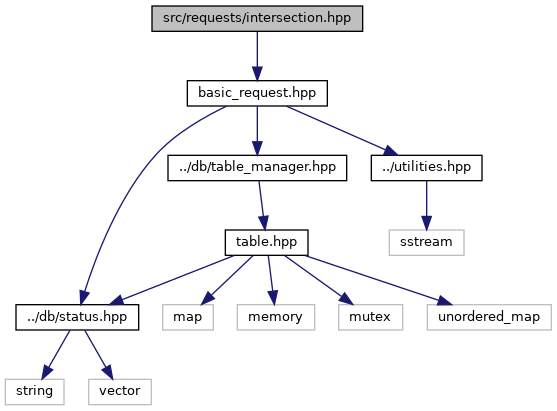 src/requests/intersection.hpp
basic_request.hpp
../db/table_manager.hpp
../utilities.hpp
table.hpp
sstream
../db/status.hpp
map
memory
mutex
unordered_map
string
vector